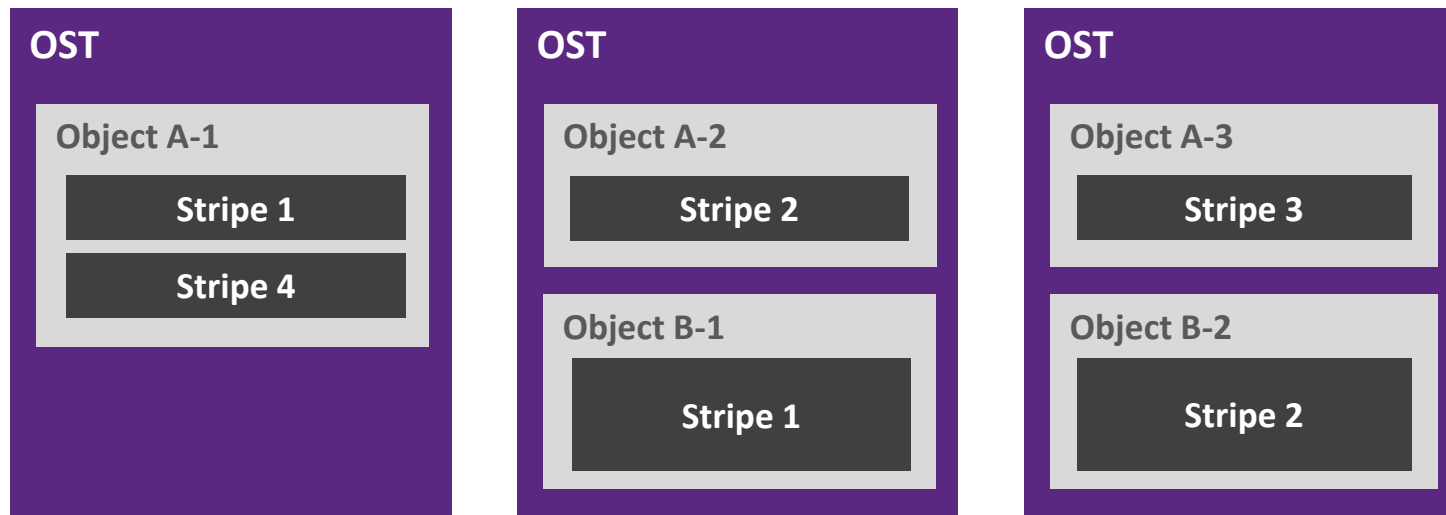 OST
Object A-1
Stripe 1
Stripe 4
OST
Object A-2
Stripe 2
Object B-1
Stripe 1
OST
Object A-3
Stripe 3
Object B-2
Stripe 2